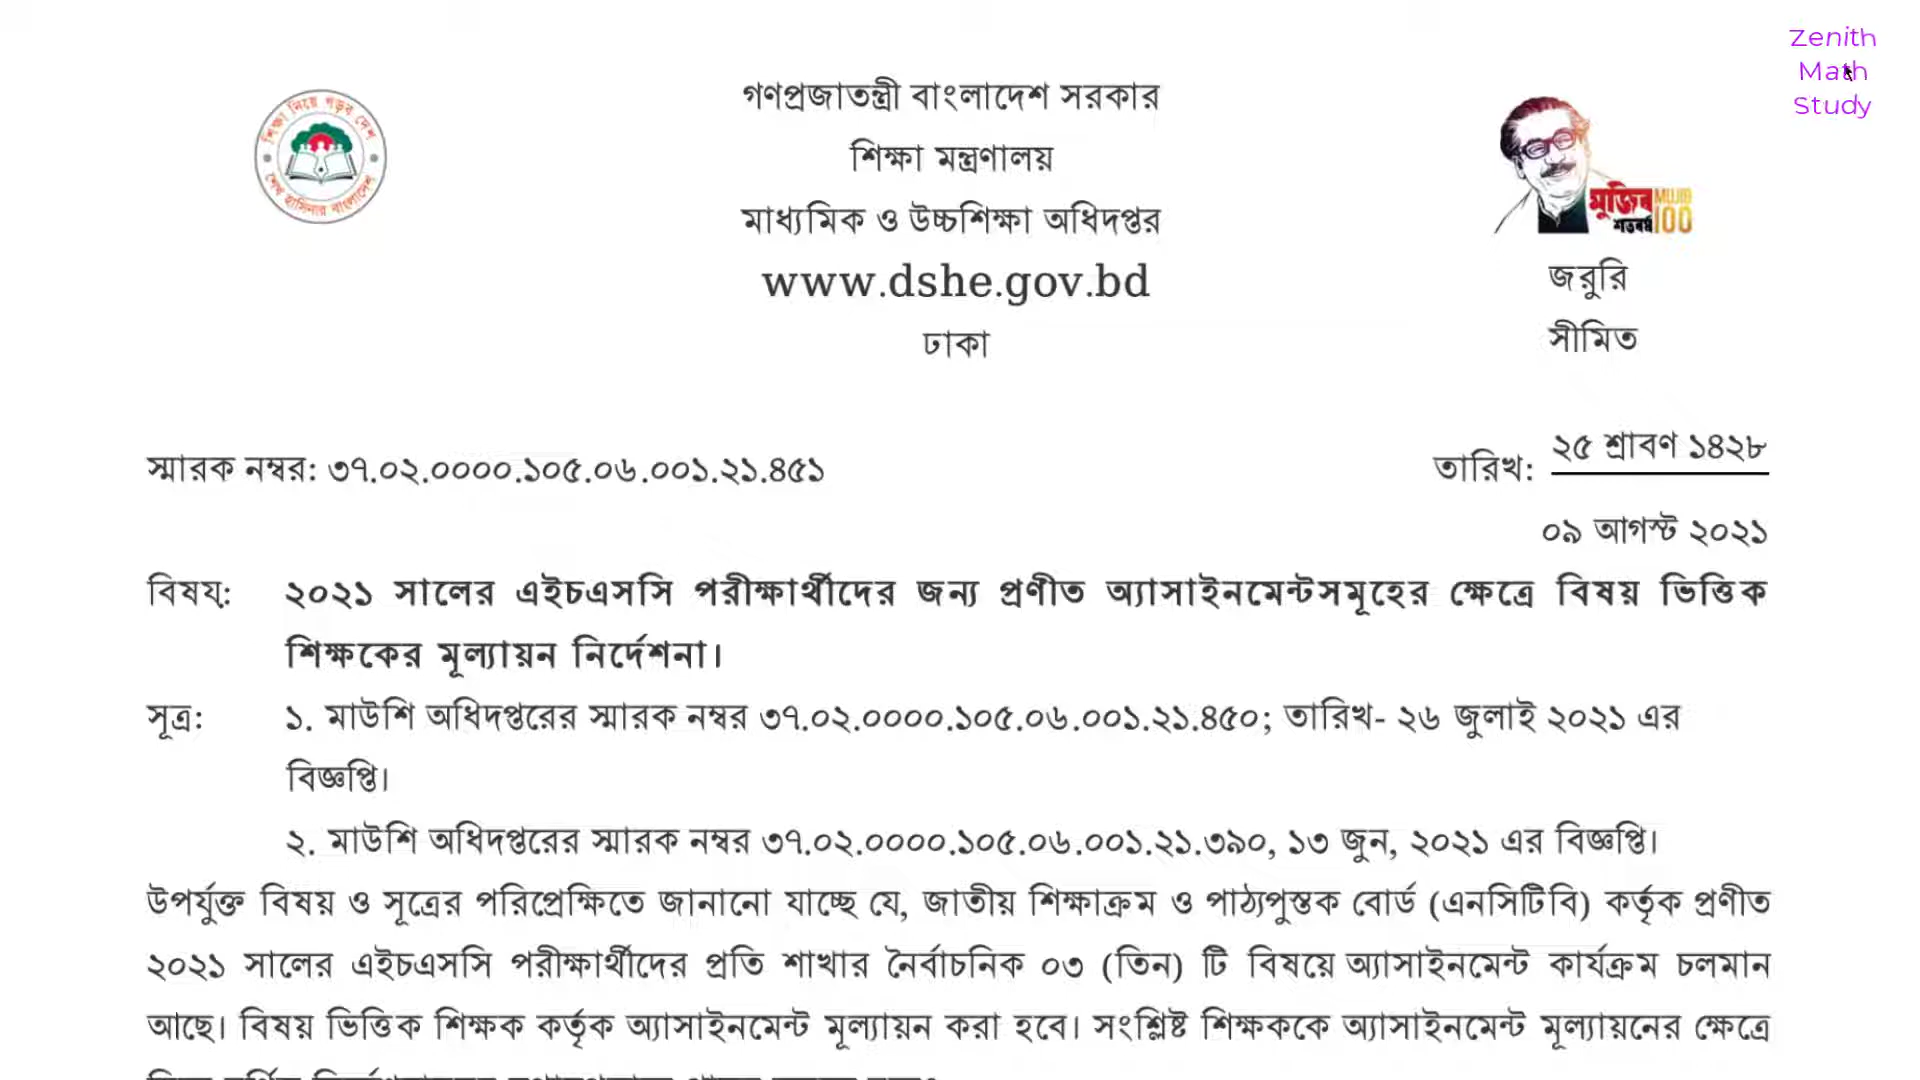 Zenith
Math
Study
শিক্ষা নিয়ে গড়ব দেশ
শেখ হাসিনার বাংলাদেশ
গণপ্রজাতন্ত্রী বাংলাদেশ সরকার
শিক্ষা মন্ত্রণালয়
মাধ্যমিক ও উচ্চশিক্ষা অধিদপ্তর
www.dshe.gov.bd
ঢাকা
মুজিব MUJIB
শতবর্ষ 100
জরুরি
সীমিত
স্মারক নম্বর: ৩৭.০২.০০০০.১০৫.০৬.০০১.২১.৪৫১
তারিখ: ২৫ শ্রাবণ ১৪২৮
০৯ আগস্ট ২০২১
বিষয়: ২০২১ সালের এইচএসসি পরীক্ষার্থীদের জন্য প্রণীত অ্যাসাইনমেন্টসমূহের ক্ষেত্রে বিষয় ভিত্তিক
শিক্ষকের মূল্যায়ন নির্দেশনা।
সূত্র: ১. মাউশি অধিদপ্তরের স্মারক নম্বর ৩৭.০২.০০০০.১০৫.০৬.০০১.২১.৪৫০; তারিখ- ২৬ জুলাই ২০২১ এর
বিজ্ঞপ্তি।
২. মাউশি অধিদপ্তরের স্মারক নম্বর ৩৭.০২.০০০০.১০৫.০৬.০০১.২১.৩৯০, ১৩ জুন, ২০২১ এর বিজ্ঞপ্তি।
উপর্যুক্ত বিষয় ও সূত্রের পরিপ্রেক্ষিতে জানানো যাচ্ছে যে, জাতীয় শিক্ষাক্রম ও পাঠ্যপুস্তক বোর্ড (এনসিটিবি) কর্তৃক প্রণীত
২০২১ সালের এইচএসসি পরীক্ষার্থীদের প্রতি শাখার নৈর্বাচনিক ০৩ (তিন) টি বিষয়ে অ্যাসাইনমেন্ট কার্যক্রম চলমান
আছে। বিষয় ভিত্তিক শিক্ষক কর্তৃক অ্যাসাইনমেন্ট মূল্যায়ন করা হবে। সংশ্লিষ্ট শিক্ষককে অ্যাসাইনমেন্ট মূল্যায়নের ক্ষেত্রে